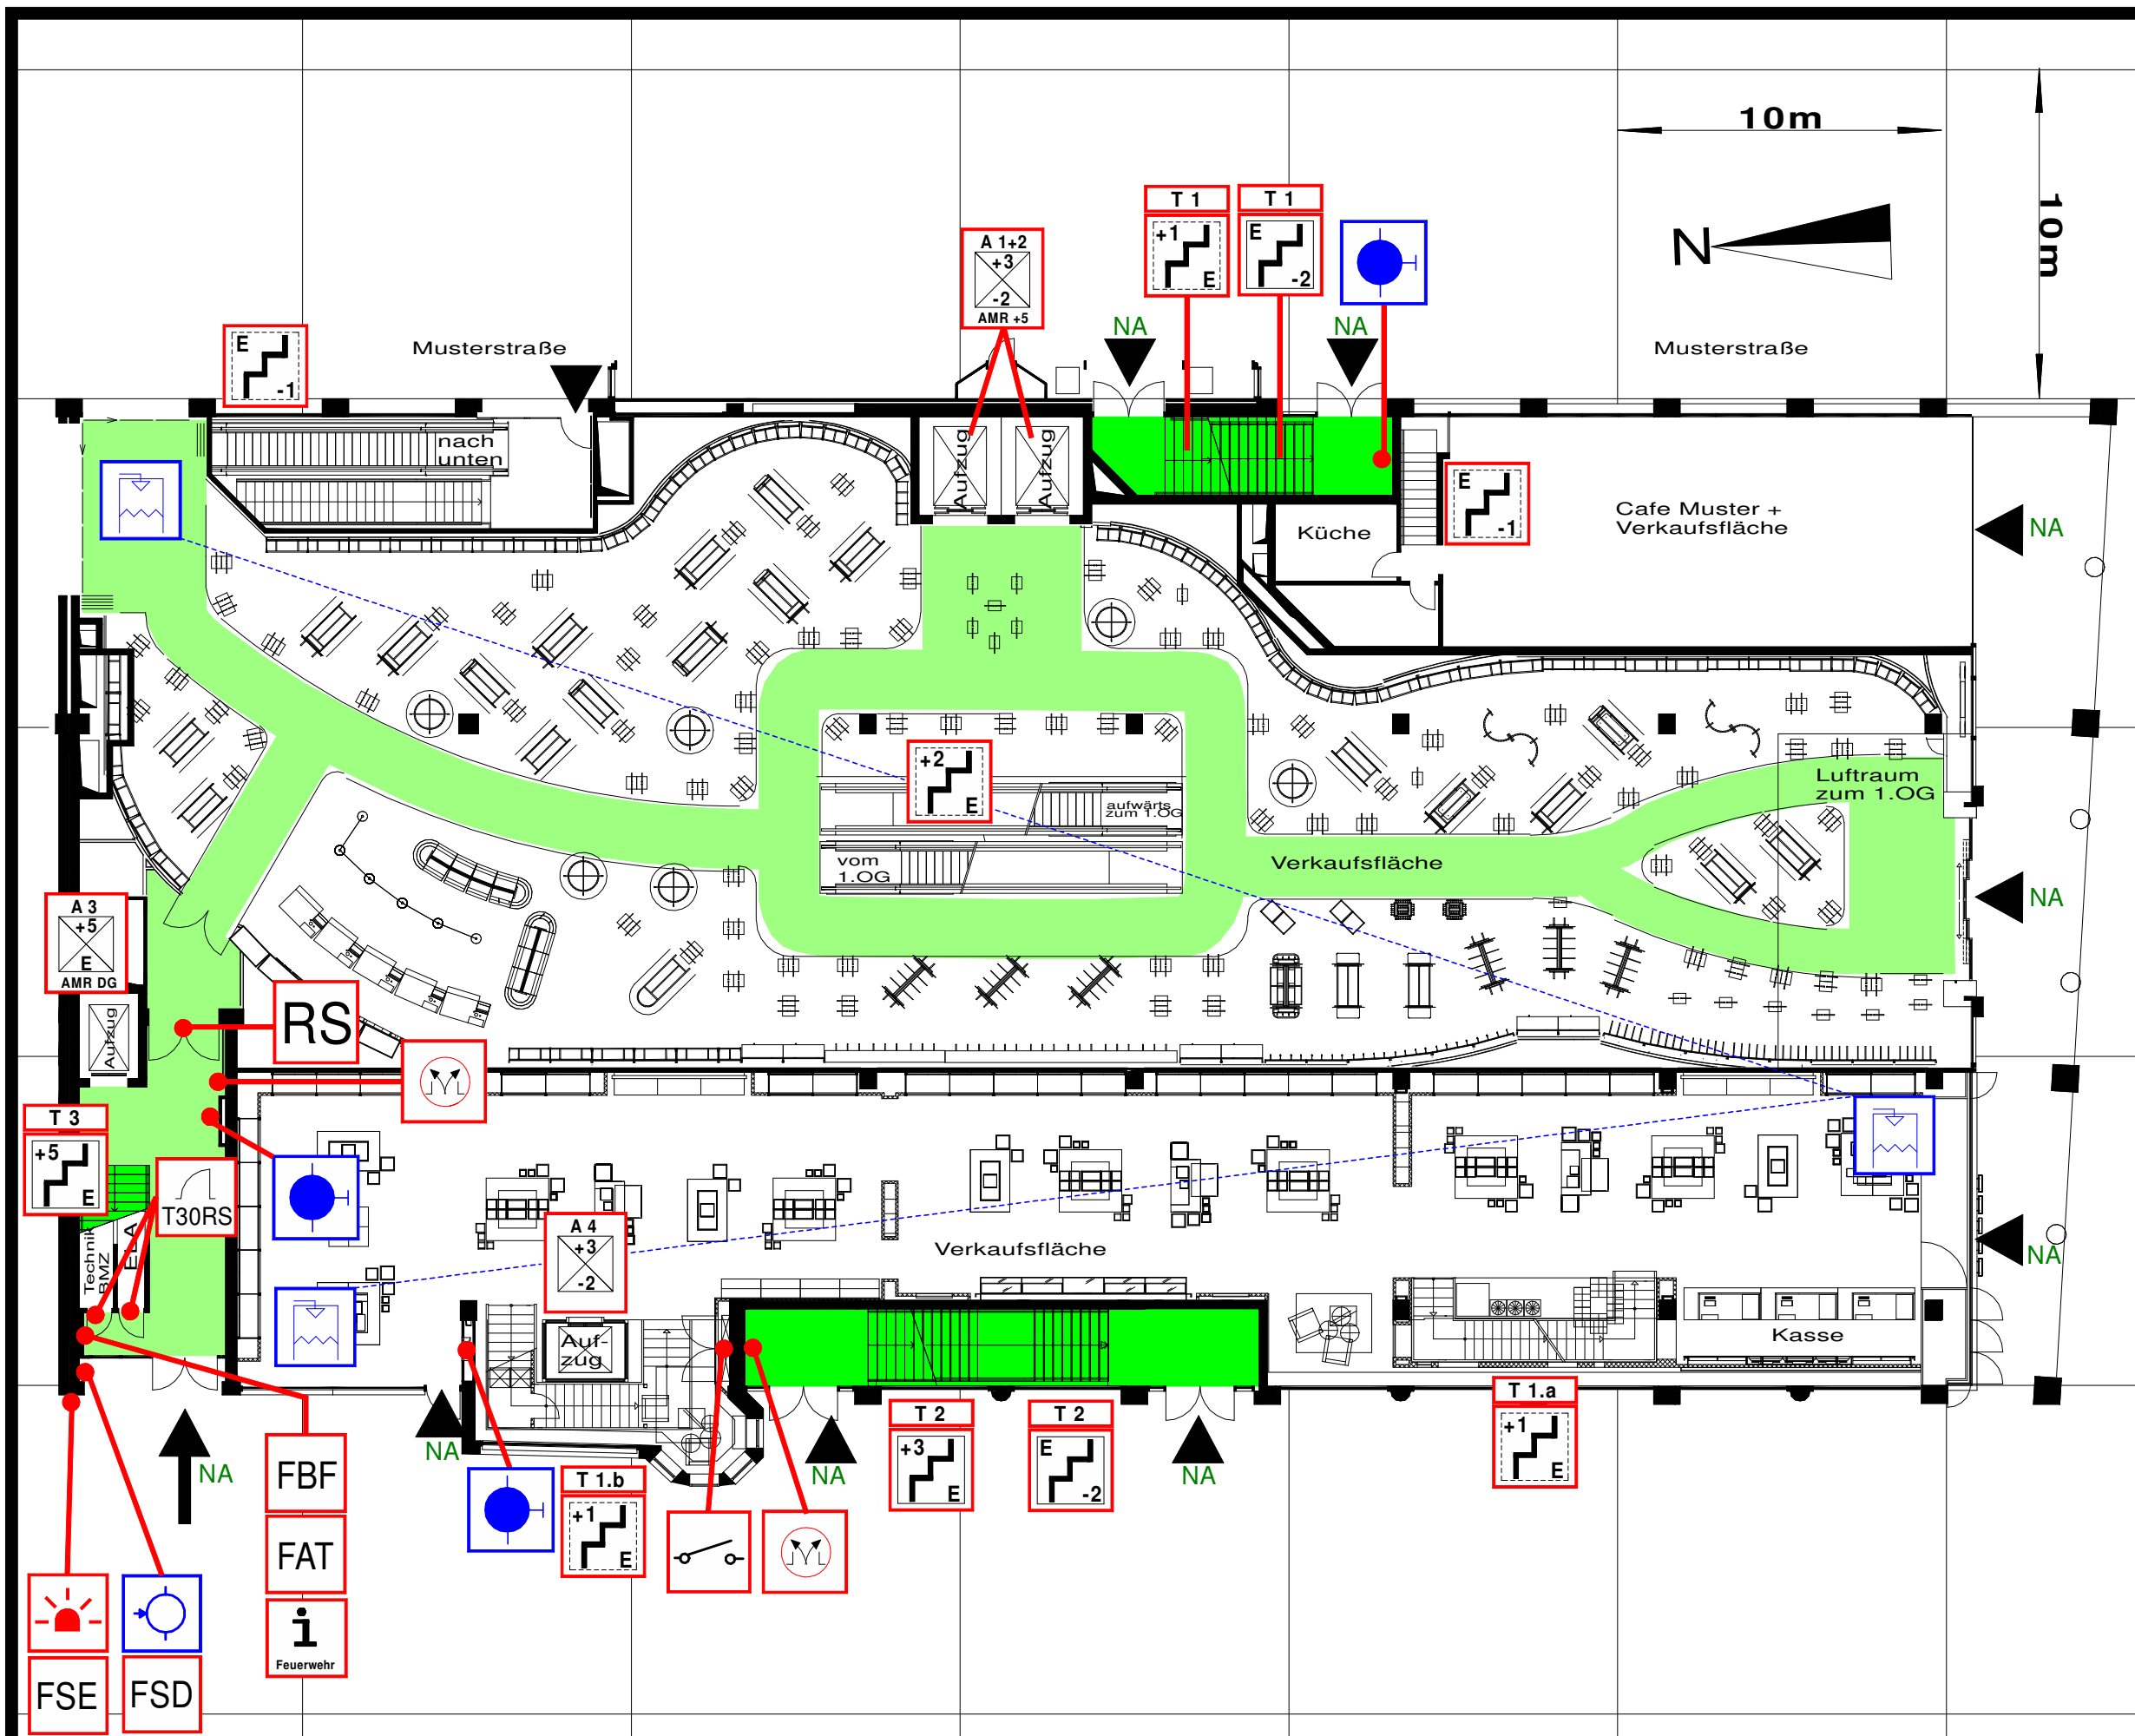 10m
10m
N
T 1
+1
E
T 1
E
-2
A 1+2
+3
-2
AMR +5
NA
NA
E
-1
Musterstraße
Musterstraße
nach
unten
Aufzug
Aufzug
E
-1
Küche
Cafe Muster +
Verkaufsfläche
NA
+2
E
aufwärts
zum 1.OG
vom
1.OG
Luftraum
zum 1.OG
Verkaufsfläche
NA
A 3
+5
E
AMR DG
Aufzug
RS
T 3
+5
E
T30RS
Technik
BMZ
ELA
A 4
+3
-2
Verkaufsfläche
NA
Auf-
zug
Kasse
NA
NA
NA
NA
T 1.b
+1
E
T 2
+3
E
T 2
E
-2
T 1.a
+1
E
FBF
FAT
i
Feuerwehr
FSE
FSD